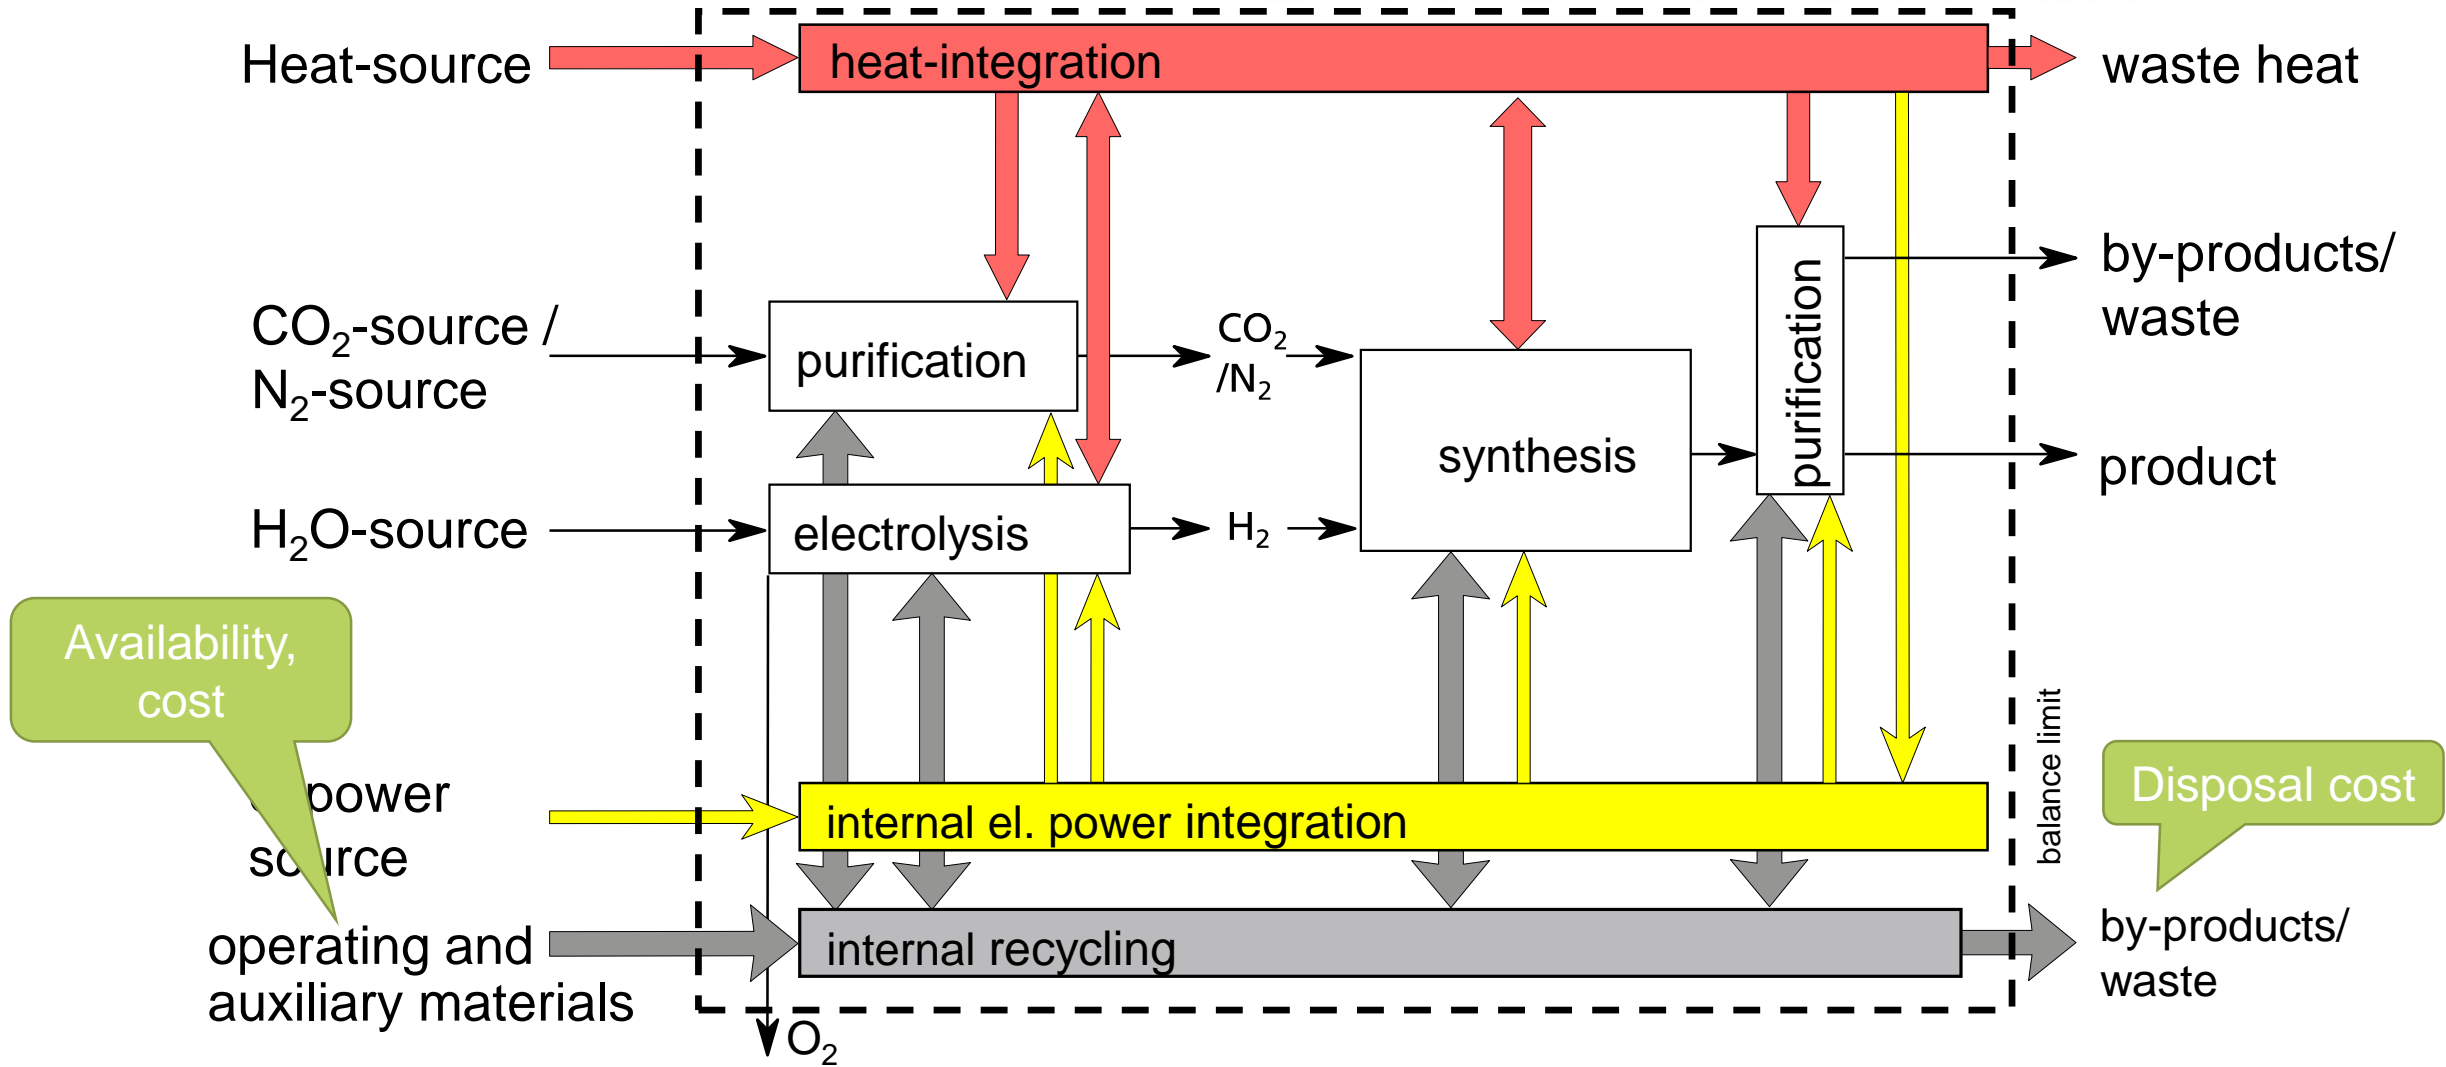 Heat-source
heat-integration
waste heat
CO₂-source /
N₂-source
purification
CO₂
/N₂
synthesis
purification
by-products/
waste
product
H₂O-source
electrolysis
H₂
Availability,
cost
power
source
internal el. power integration
balance limit
Disposal cost
operating and
auxiliary materials
internal recycling
by-products/
waste
O₂